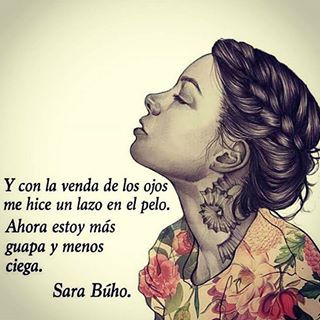 Y con la venda de los ojos
me hice un lazo en el pelo.
Ahora estoy más
guapa y menos
ciega.
Sara Búho.